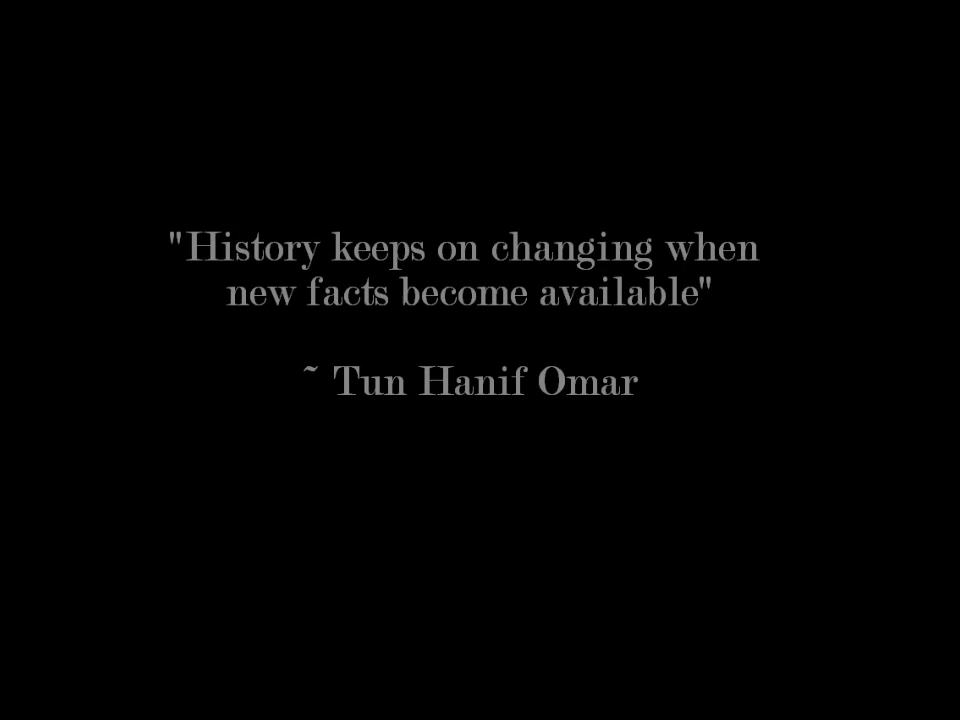 "History keeps on changing when
new facts become available"
~ Tun Hanif Omar